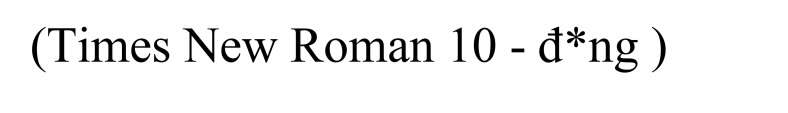 (Times New Roman 10 - đ*ng )